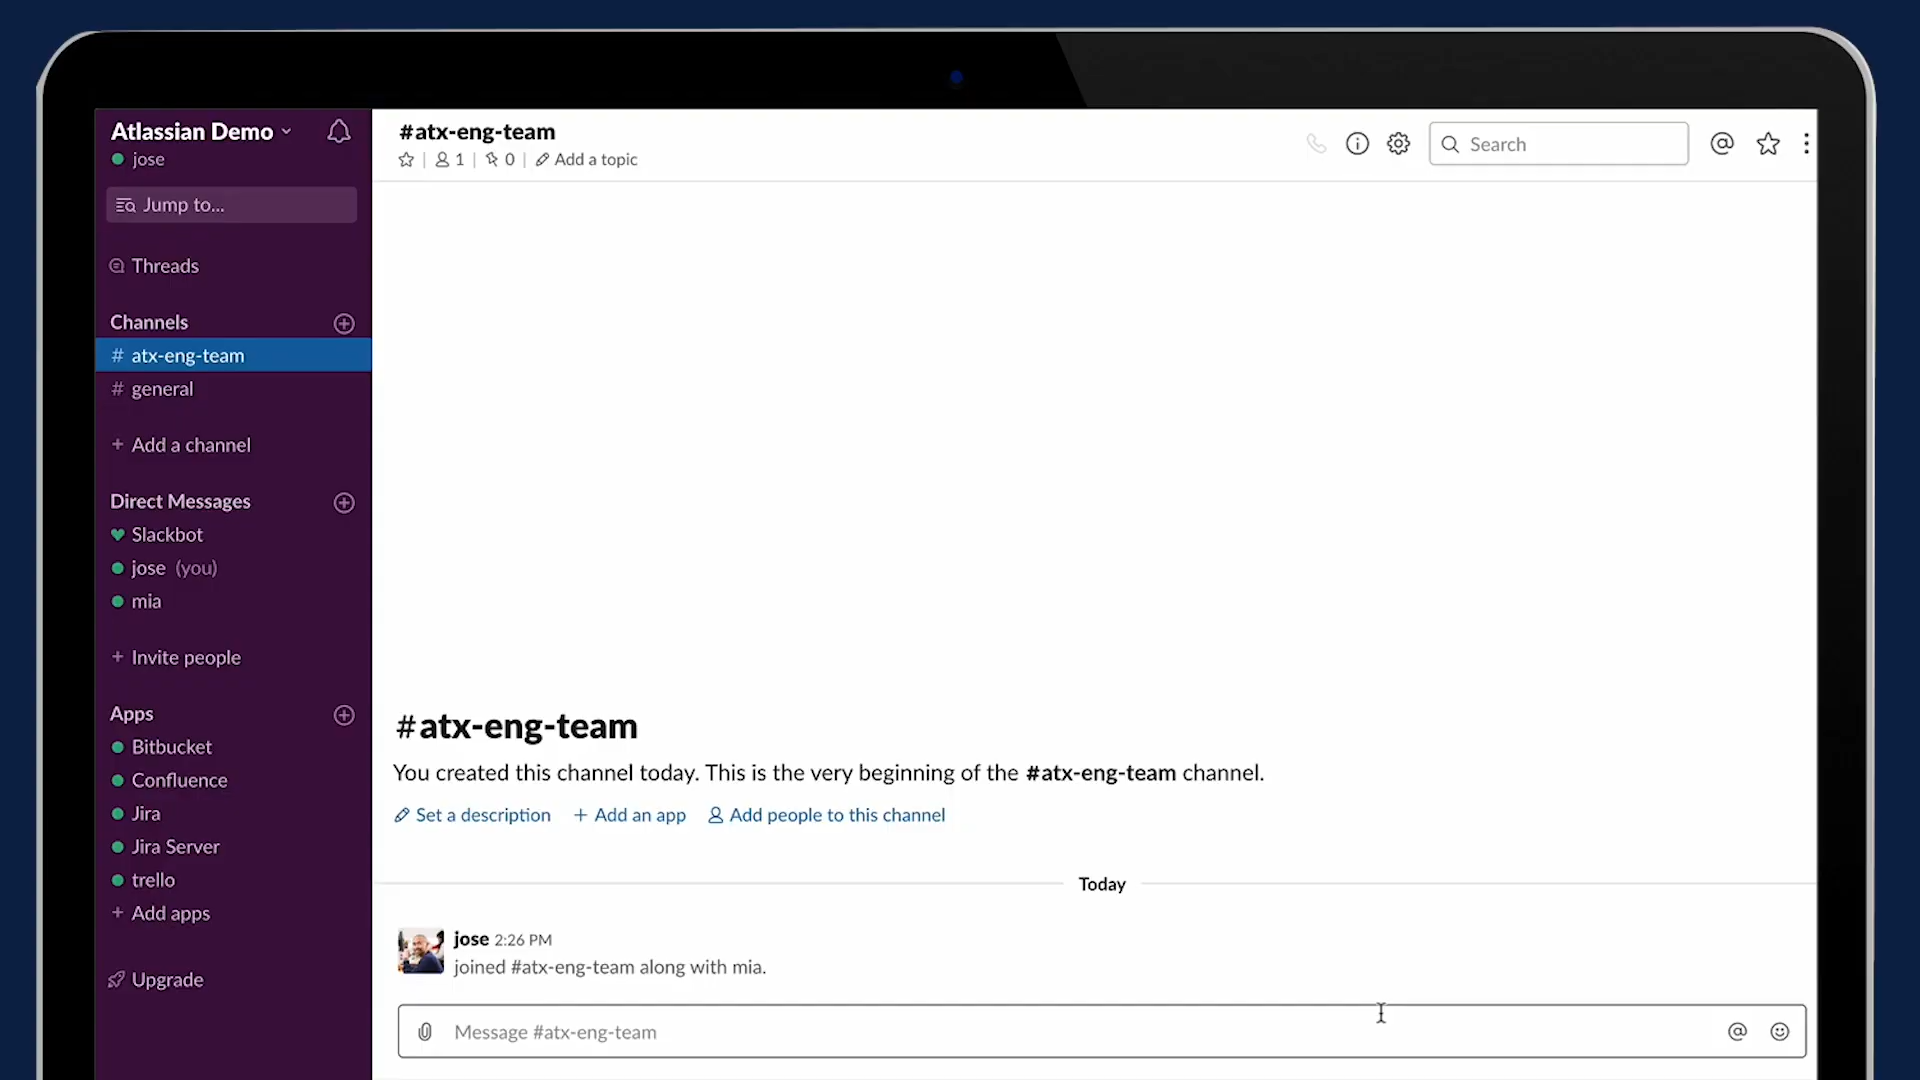 Atlassian Demo
jose
Jump to...
Threads
Channels
# atx-eng-team
# general
+ Add a channel
Direct Messages
Slackbot
jose (you)
mia
+ Invite people
Apps
Bitbucket
Confluence
Jira
Jira Server
trello
+ Add apps
Upgrade
#atx-eng-team
1 | 0 | Add a topic
Search
#atx-eng-team
You created this channel today. This is the very beginning of the #atx-eng-team channel.
Set a description + Add an app Add people to this channel
Today
jose 2:26 PM
joined #atx-eng-team along with mia.
Message #atx-eng-team